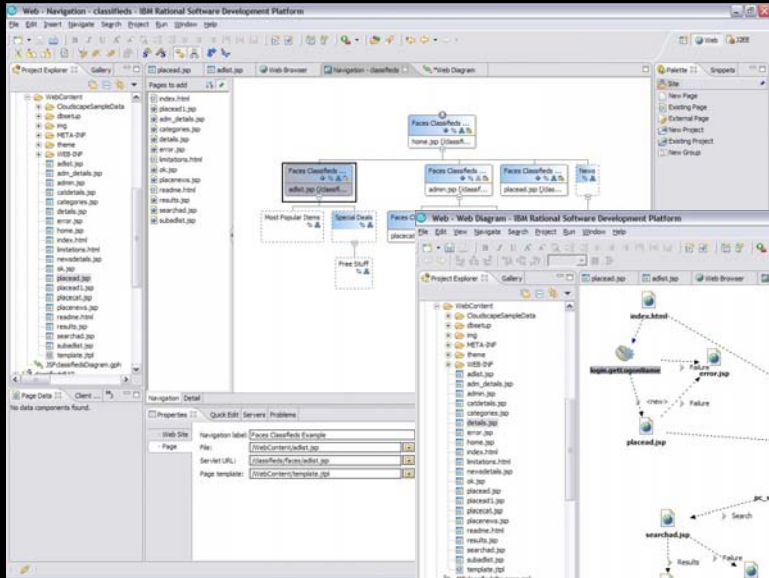 Web - Navigation - classifieds - IBM Rational Software Development Platform
File Edit Insert Navigate Search Project Run Window Help
Web J2EE
Project Explorer Gallery
WebContent
CloudscapeSampleData
dbsetup
img
META-INF
theme
WEB-INF
adlist.jsp
adm_details.jsp
admin.jsp
catdetails.jsp
categories.jsp
details.jsp
error.jsp
home.jsp
index.html
limitations.html
newsdetails.jsp
ok.jsp
placead.jsp
placead1.jsp
placecat.jsp
placenews.jsp
readme.html
results.jsp
searchad.jsp
subadlist.jsp
template.jtpl
JSFclassifiedsDiagram.gph
Page Data Client ...
No data components found.
placead.jsp adlist.jsp Web Browser Navigation - classifieds *Web Diagram
Pages to add
index.html
placead1.jsp
adm_details.jsp
categories.jsp
details.jsp
error.jsp
limitations.html
ok.jsp
placenews.jsp
readme.html
results.jsp
searchad.jsp
subadlist.jsp
Faces Classifieds ...
home.jsp (/classifi...
Faces Classifieds ...
adlist.jsp (/classifi...
Faces Classifieds ...
admin.jsp (/classif...
Faces Classifieds ...
placead.jsp (/clas...
News
Most Popular Items
Special Deals
Free Stuff
Navigation Detail
Properties Quick Edit Servers Problems
Web Site
Page
Navigation label: Faces Classifieds Example
File: /WebContent/adlist.jsp
Servlet URL: /classifieds/faces/adlist.jsp
Page template: /WebContent/template.jtpl
Palette Snippets
Site
New Page
Existing Page
External Page
New Project
Existing Project
New Group
Web - Web Diagram - IBM Rational Software Development Platform
File Edit View Navigate Search Project Run Window Help
Project Explorer Gallery
WebContent
CloudscapeSampleData
dbsetup
img
META-INF
theme
WEB-INF
adlist.jsp
adm_details.jsp
admin.jsp
catdetails.jsp
categories.jsp
details.jsp
error.jsp
home.jsp
index.html
limitations.html
newsdetails.jsp
ok.jsp
placead.jsp
placead1.jsp
placecat.jsp
placenews.jsp
readme.html
results.jsp
searchad.jsp
subadlist.jsp
template.jtpl
placead.jsp adlist.jsp Web Browser
index.html
login.getLogonName
Failure
error.jsp
<new>
Failure
placead.jsp
Search
searchad.jsp
Results
Failure